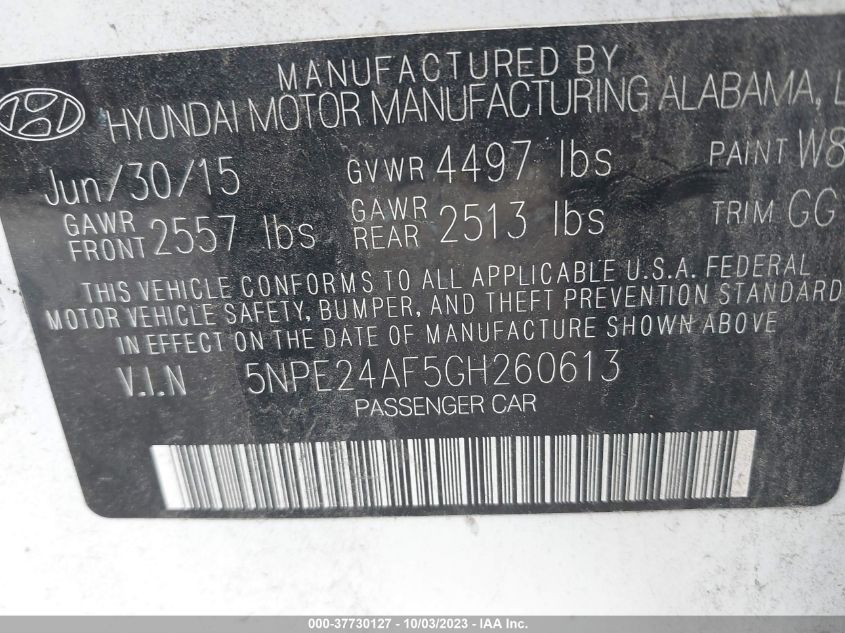 MANUFACTURED BY
HYUNDAI MOTOR MANUFACTURING ALABAMA, L
Jun/30/15 GVWR 4497 lbs PAINT W8
GAWR FRONT 2557 lbs GAWR REAR 2513 lbs TRIM GG
THIS VEHICLE CONFORMS TO ALL APPLICABLE U.S.A. FEDERAL
MOTOR VEHICLE SAFETY, BUMPER, AND THEFT PREVENTION STANDARD
IN EFFECT ON THE DATE OF MANUFACTURE SHOWN ABOVE
V.I.N 5NPE24AF5GH260613
PASSENGER CAR
000-37730127 - 10/03/2023 - IAA Inc.